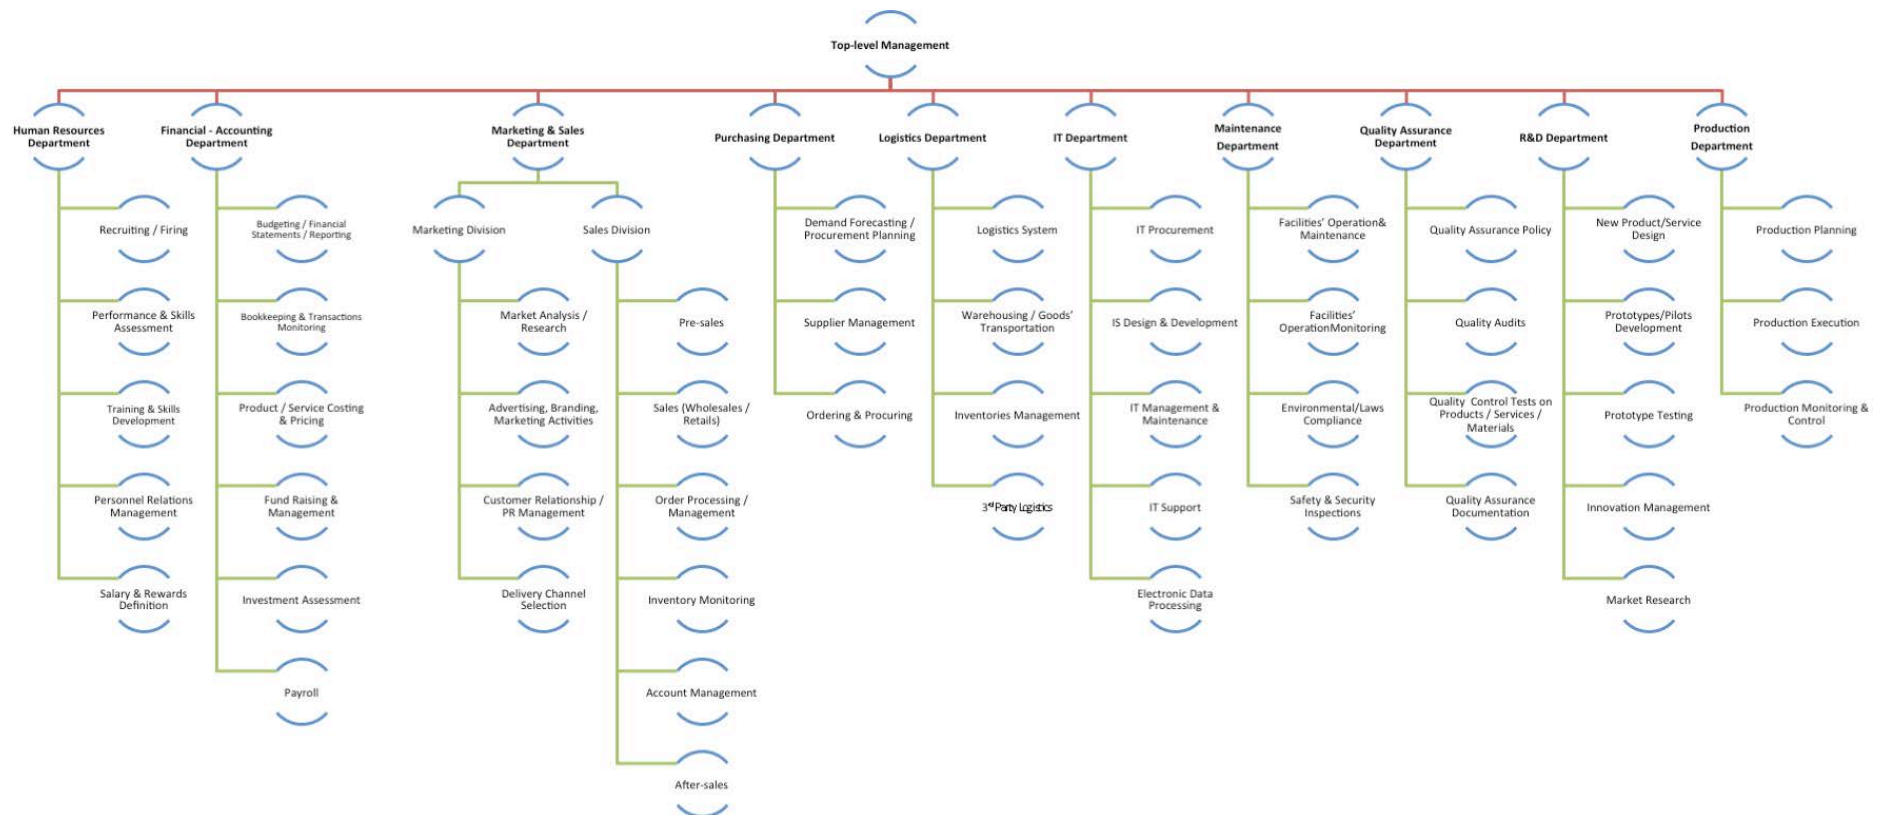 Top-level Management
Human Resources
Department
Financial - Accounting
Department
Marketing & Sales
Department
Purchasing Department
Logistics Department
IT Department
Maintenance
Department
Quality Assurance
Department
R&D Department
Production
Department
Recruiting / Firing
Performance & Skills
Assessment
Training & Skills
Development
Personnel Relations
Management
Salary & Rewards
Definition
Budgeting / Financial
Statements / Reporting
Bookkeeping & Transactions
Monitoring
Product / Service Costing
& Pricing
Fund Raising &
Management
Investment Assessment
Payroll
Marketing Division
Market Analysis /
Research
Advertising, Branding,
Marketing Activities
Customer Relationship /
PR Management
Delivery Channel
Selection
Sales Division
Pre-sales
Sales (Wholesales /
Retails)
Order Processing /
Management
Inventory Monitoring
Account Management
After-sales
Demand Forecasting /
Procurement Planning
Supplier Management
Ordering & Procuring
Logistics System
Warehousing / Goods'
Transportation
Inventories Management
3rd Party Logistics
IT Procurement
IS Design & Development
IT Management &
Maintenance
IT Support
Electronic Data
Processing
Facilities' Operation&
Maintenance
Facilities'
OperationMonitoring
Environmental/Laws
Compliance
Safety & Security
Inspections
Quality Assurance Policy
Quality Audits
Quality Control Tests on
Products / Services /
Materials
Quality Assurance
Documentation
New Product/Service
Design
Prototypes/Pilots
Development
Prototype Testing
Innovation Management
Market Research
Production Planning
Production Execution
Production Monitoring &
Control